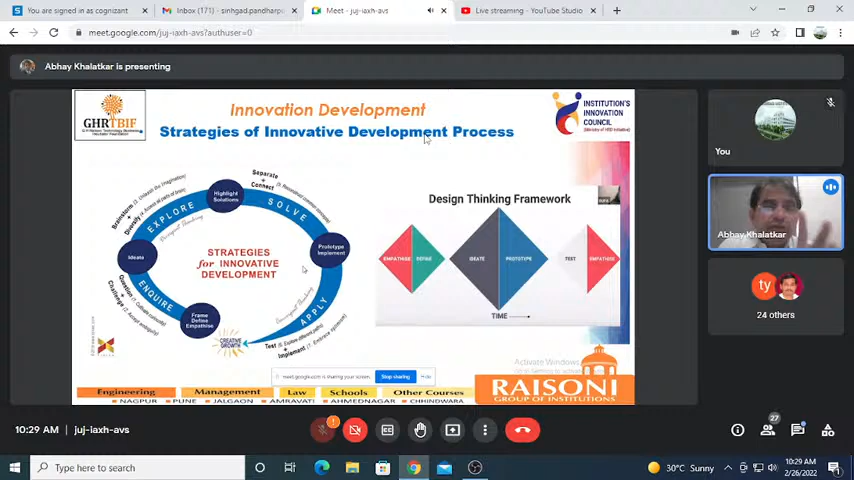 You are signed in as cognizant
Inbox (171) - sinhgad.pandharpu
Meet - juj-iaxh-avs
Live streaming - YouTube Studio
meet.google.com/juj-iaxh-avs?authuser=0
Abhay Khalatkar is presenting
GHRTBIF
Innovation Development
Strategies of Innovative Development Process
INSTITUTION'S
INNOVATION
COUNCIL
(Ministry of HRD Initiative)
Separate
+
Connect
Brainstorm
+
Diversify
Highlight
Solutions
EXPLORE
SOLVE
Ideate
Prototype
Implement
STRATEGIES
for INNOVATIVE
DEVELOPMENT
Question
+
Challenge
ENQUIRE
APPLY
Frame
Define
Empathise
CREATIVE
GROWTH
Test
+
Implement
Design Thinking Framework
EMPATHISE
DEFINE
IDEATE
PROTOTYPE
TEST
EMPATHISE
TIME
meet.google.com is sharing your screen.
Stop sharing
Hide
Activate Windows
RAISONI
GROUP OF INSTITUTIONS
Engineering
Management
Law
Schools
Other Courses
NAGPUR
PUNE
JALGAON
AMRAVATI
AHMEDNAGAR
CHHINDWARA
You
Abhay Khalatkar
ty
24 others
10:29 AM
juj-iaxh-avs
27
Type here to search
30°C Sunny
10:29 AM
2/26/2022